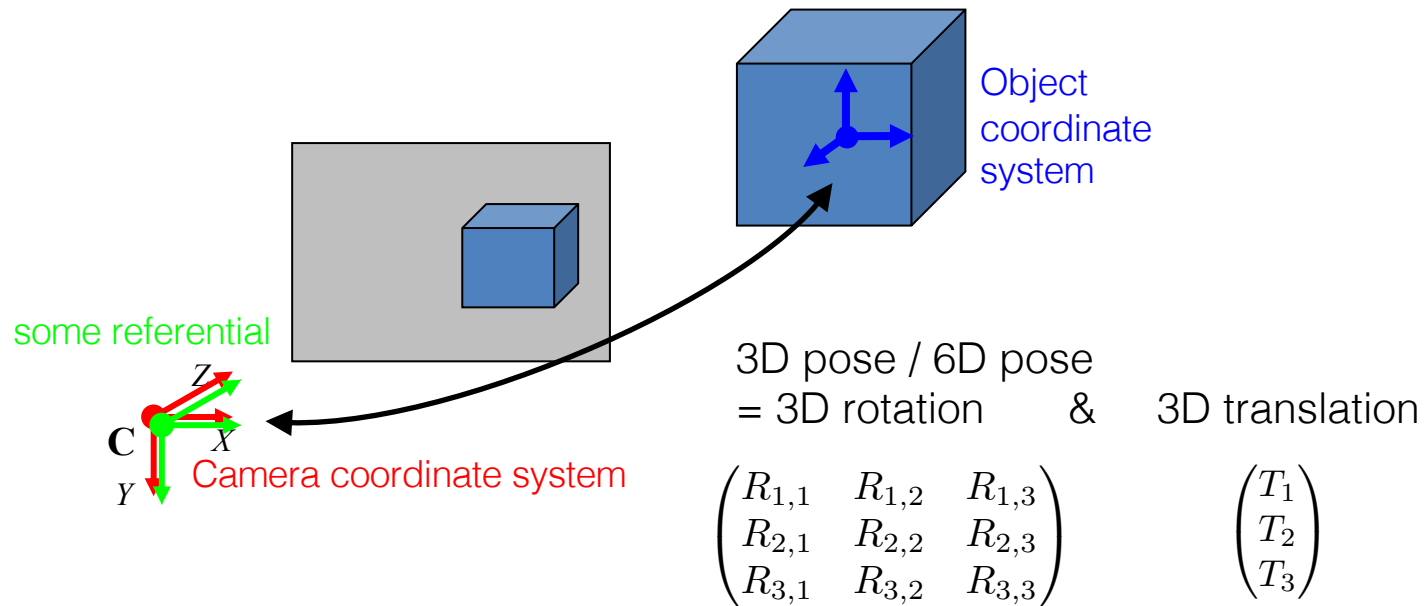 Object
coordinate
system
some referential
Z
C
X
Y
Camera coordinate system
3D pose / 6D pose
= 3D rotation & 3D translation
R1,1 R1,2 R1,3
R2,1 R2,2 R2,3
R3,1 R3,2 R3,3
T1
T2
T3